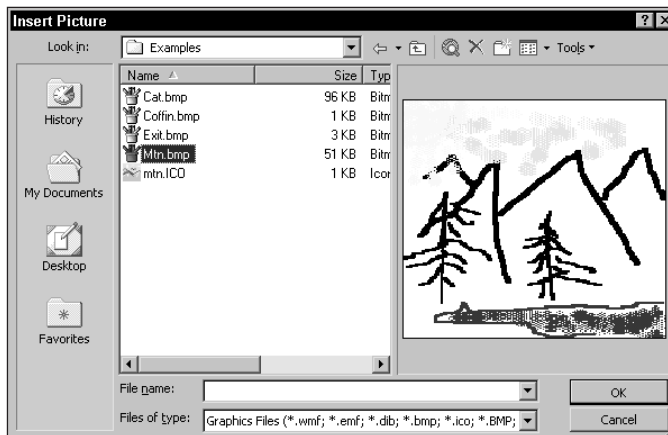 Insert Picture
Look in: Examples Tools
Name Size Typ
Cat.bmp 96 KB Bitm
Coffin.bmp 1 KB Bitm
Exit.bmp 3 KB Bitm
Mtn.bmp 51 KB Bitm
mtn.ICO 1 KB Icor
History
My Documents
Desktop
Favorites
File name: OK
Files of type: Graphics Files (*.wmf; *.emf; *.dib; *.bmp; *.ico; *.BMP; Cancel